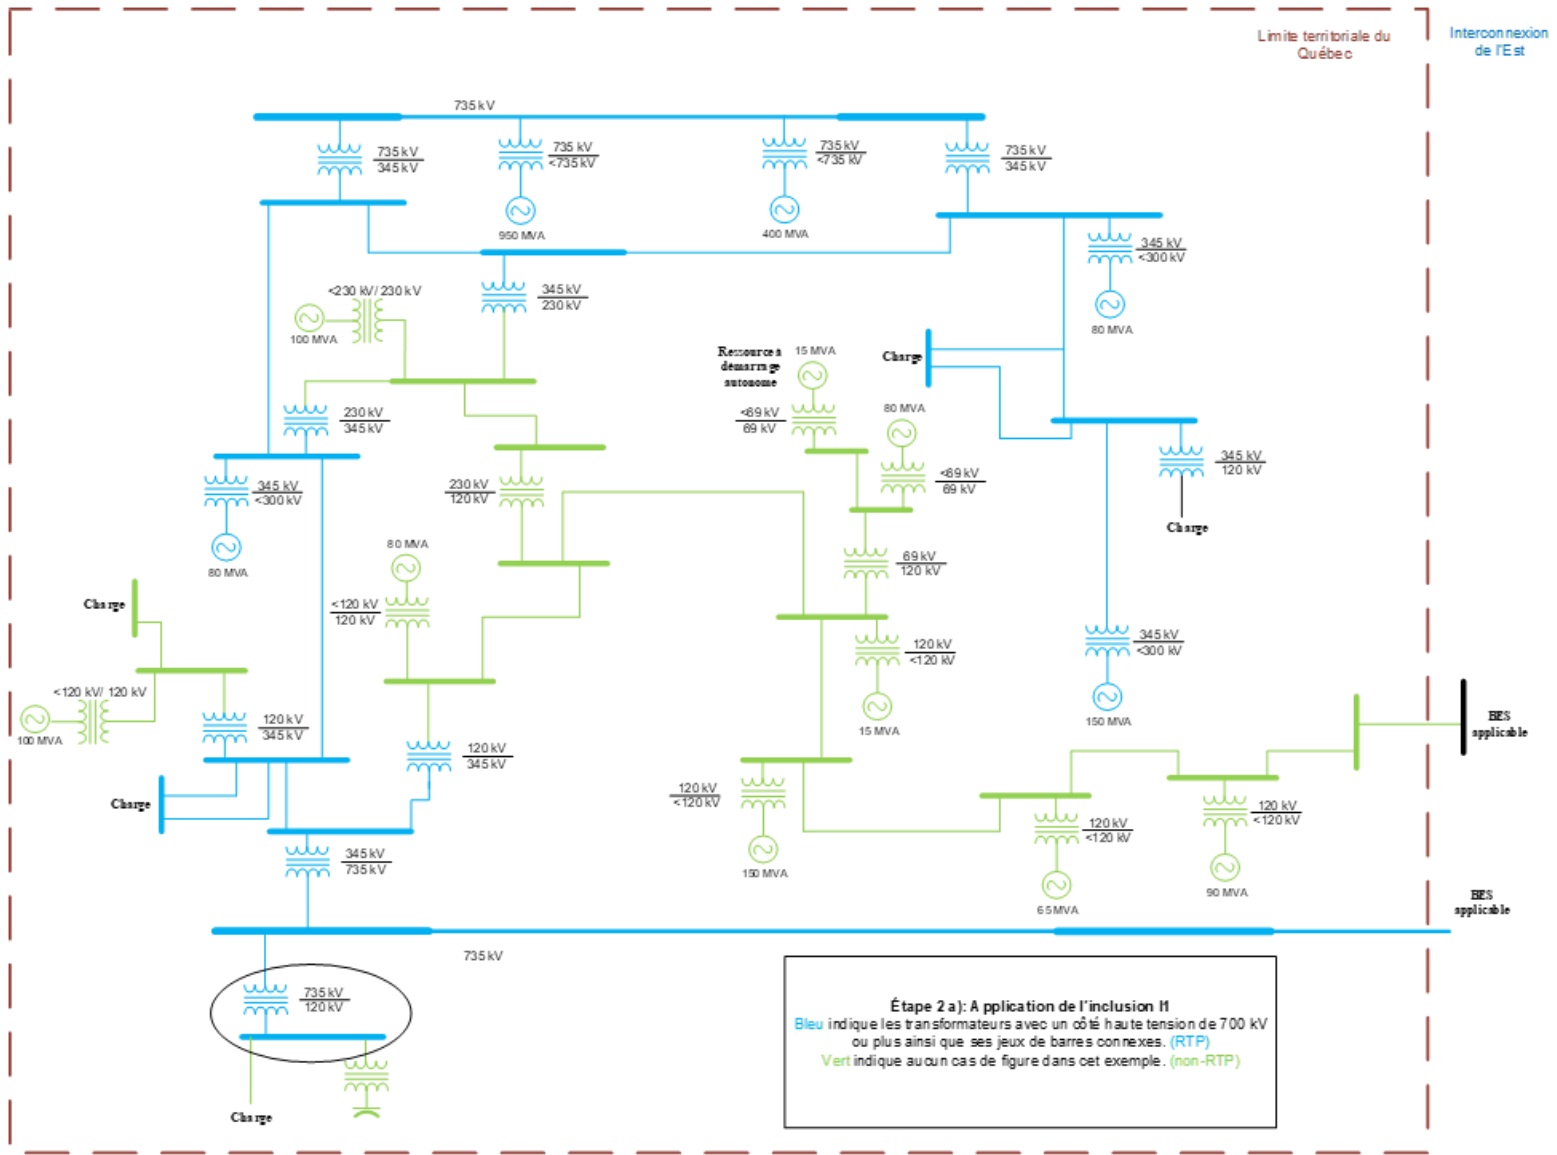 Limite territoriale du
Québec
Interconnexion
de l'Est
735 kV
735 kV
345 kV
735 kV
<735 kV
735 kV
<735 kV
735 kV
345 kV
950 MVA
400 MVA
345 kV
<300 kV
80 MVA
<230 kV/ 230 kV
100 MVA
345 kV
230 kV
Ressource à
démarrage
autonome
15 MVA
<69 kV
69 kV
80 MVA
<69 kV
69 kV
Charge
230 kV
345 kV
230 kV
120 kV
345 kV
<300 kV
80 MVA
345 kV
120 kV
Charge
80 MVA
<120 kV
120 kV
69 kV
120 kV
Charge
120 kV
<120 kV
15 MVA
345 kV
<300 kV
150 MVA
<120 kV/ 120 kV
100 MVA
120 kV
345 kV
120 kV
345 kV
BES
applicable
Charge
120 kV
<120 kV
150 MVA
120 kV
<120 kV
65 MVA
120 kV
<120 kV
90 MVA
345 kV
735 kV
BES
applicable
735 kV
735 kV
120 kV
Charge
Étape 2 a): Application de l'inclusion I1
Bleu indique les transformateurs avec un côté haute tension de 700 kV
ou plus ainsi que ses jeux de barres connexes. (RTP)
Vert indique aucun cas de figure dans cet exemple. (non-RTP)